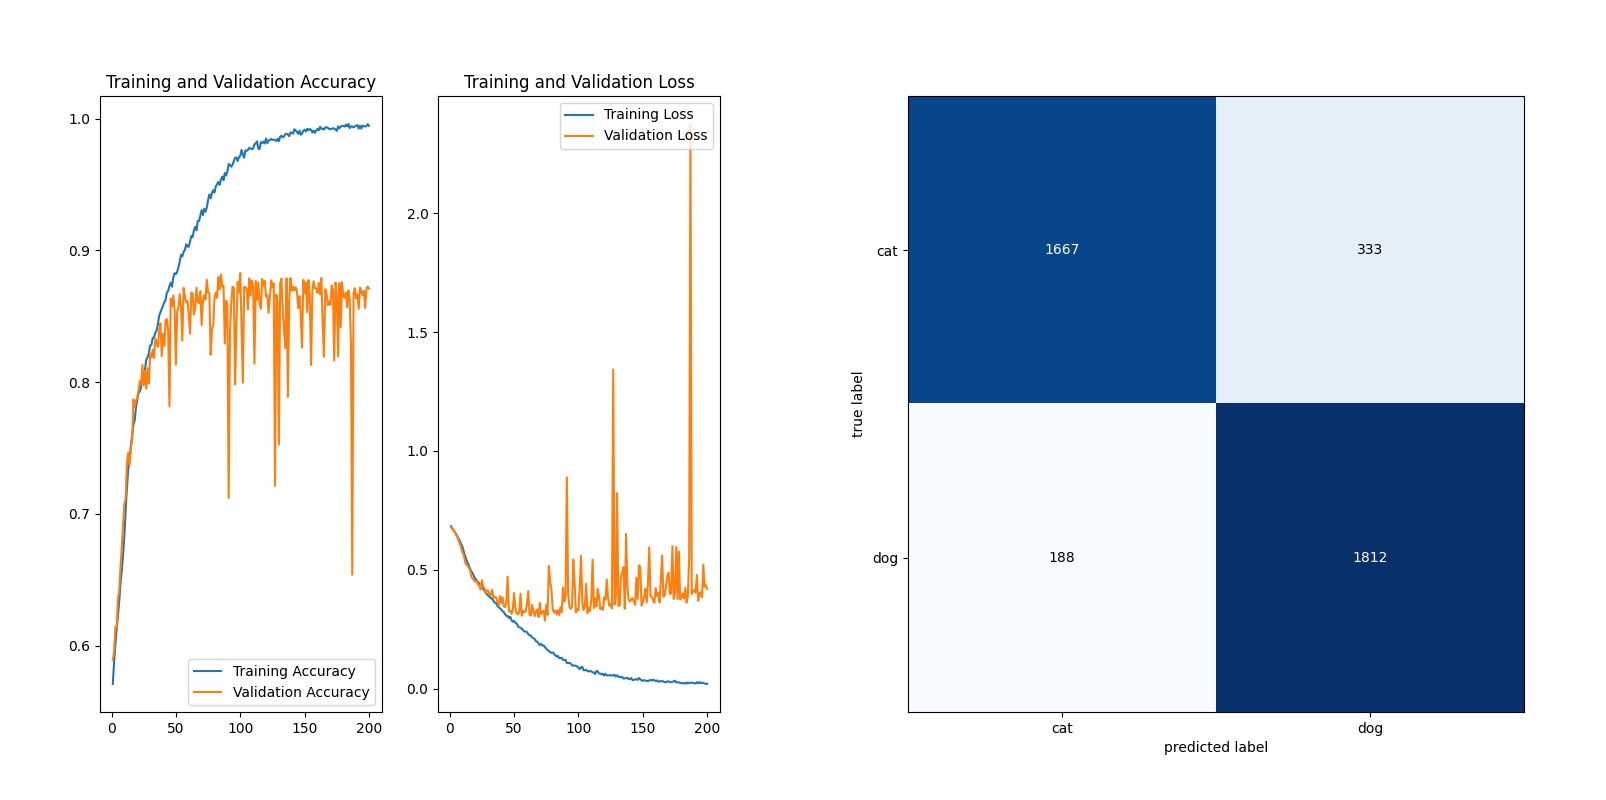 Training and Validation Accuracy
1.0
0.9
0.8
0.7
0.6
0 50 100 150 200
Training Accuracy
Validation Accuracy
Training and Validation Loss
Training Loss
Validation Loss
2.0
1.5
1.0
0.5
0.0
0 50 100 150 200
true label
cat
1667 333
dog
188 1812
cat dog
predicted label